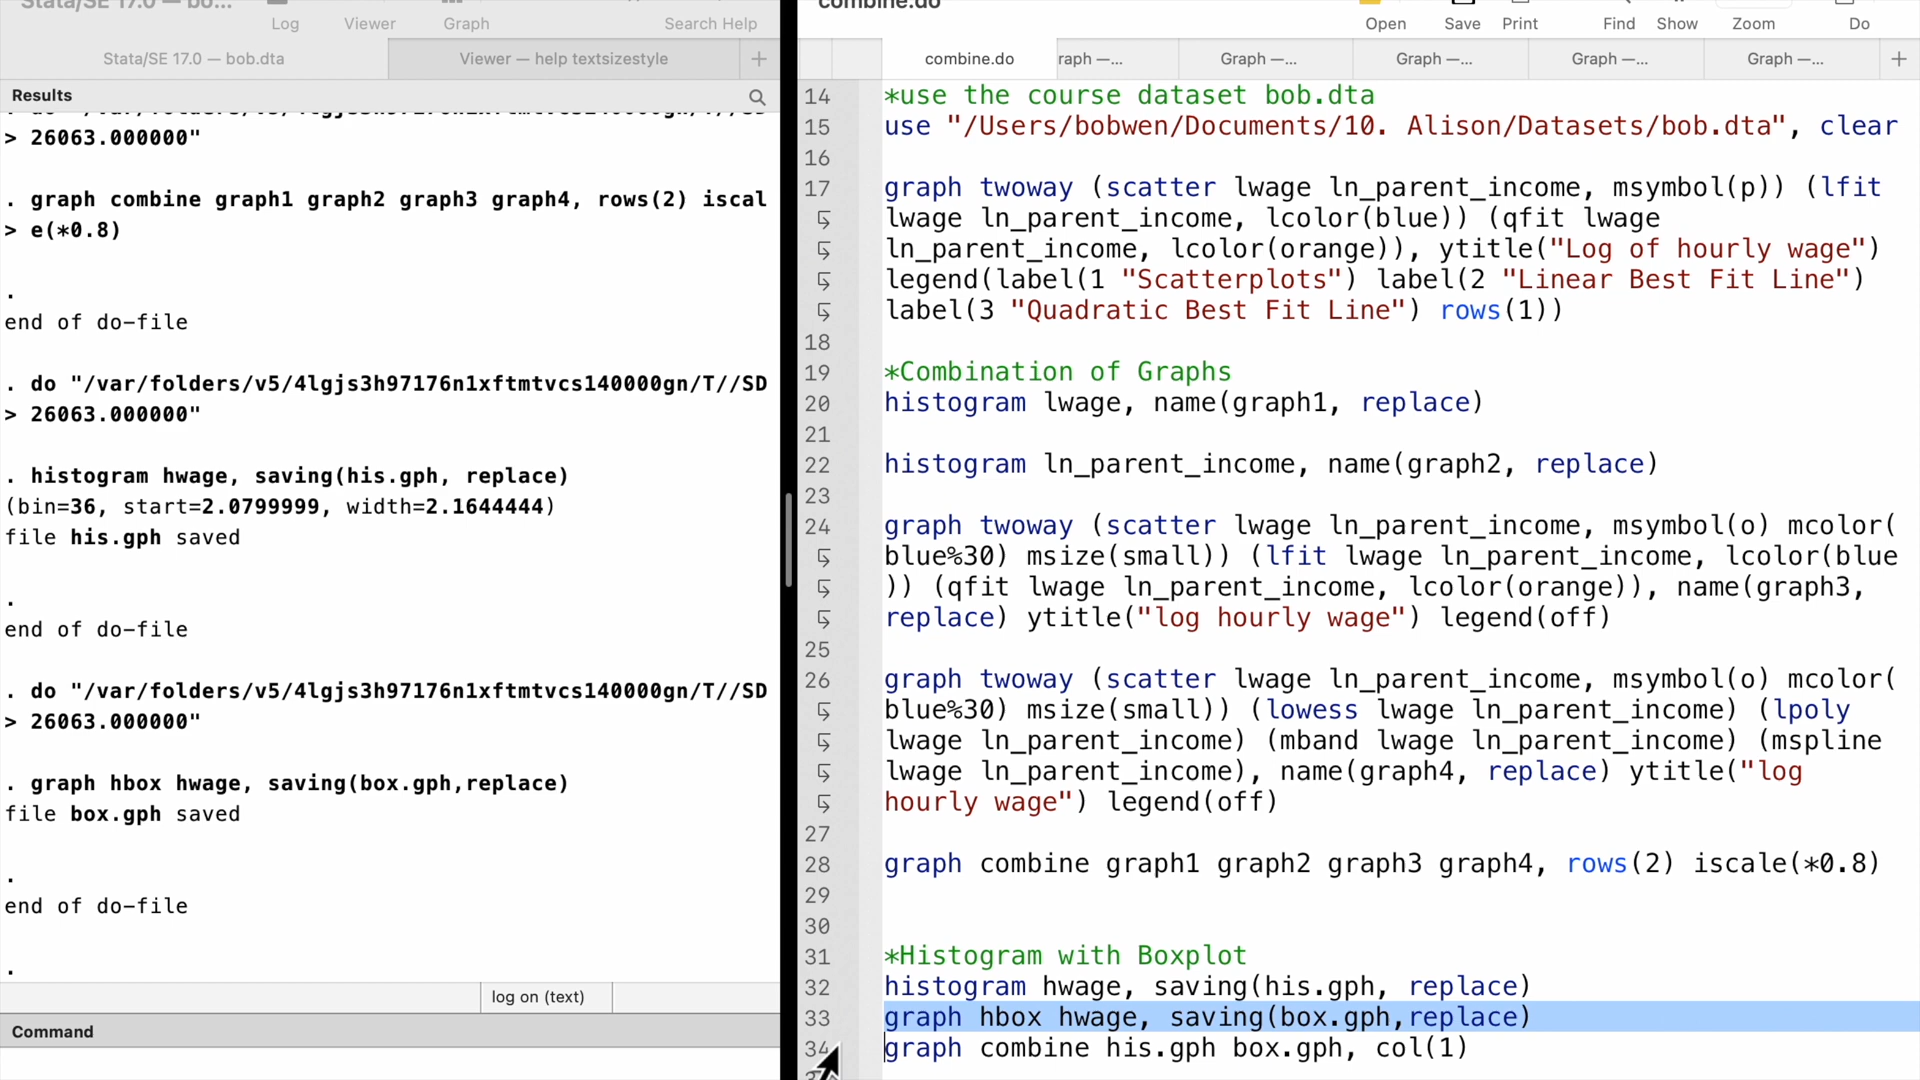 Stata/SE 17.0 — bo...
Log Viewer Graph Search Help
Stata/SE 17.0 — bob.dta Viewer — help textsizestyle +
Results
. do "/var/folders/v5/4lgjs3h97176n1xftmtvcs140000gn/T//SD
> 26063.000000"
. graph combine graph1 graph2 graph3 graph4, rows(2) iscal
> e(*0.8)
.
end of do-file
. do "/var/folders/v5/4lgjs3h97176n1xftmtvcs140000gn/T//SD
> 26063.000000"
. histogram hwage, saving(his.gph, replace)
(bin=36, start=2.0799999, width=2.1644444)
file his.gph saved
.
end of do-file
. do "/var/folders/v5/4lgjs3h97176n1xftmtvcs140000gn/T//SD
> 26063.000000"
. graph hbox hwage, saving(box.gph,replace)
file box.gph saved
.
end of do-file
.
log on (text)
Command
combine.do
Open Save Print Find Show Zoom Do
combine.do raph —... Graph —... Graph —... Graph —... Graph —... +
14 *use the course dataset bob.dta
15 use "/Users/bobwen/Documents/10. Alison/Datasets/bob.dta", clear
16
17 graph twoway (scatter lwage ln_parent_income, msymbol(p)) (lfit
lwage ln_parent_income, lcolor(blue)) (qfit lwage
ln_parent_income, lcolor(orange)), ytitle("Log of hourly wage")
legend(label(1 "Scatterplots") label(2 "Linear Best Fit Line")
label(3 "Quadratic Best Fit Line") rows(1))
18
19 *Combination of Graphs
20 histogram lwage, name(graph1, replace)
21
22 histogram ln_parent_income, name(graph2, replace)
23
24 graph twoway (scatter lwage ln_parent_income, msymbol(o) mcolor(
blue%30) msize(small)) (lfit lwage ln_parent_income, lcolor(blue
)) (qfit lwage ln_parent_income, lcolor(orange)), name(graph3,
replace) ytitle("log hourly wage") legend(off)
25
26 graph twoway (scatter lwage ln_parent_income, msymbol(o) mcolor(
blue%30) msize(small)) (lowess lwage ln_parent_income) (lpoly
lwage ln_parent_income) (mband lwage ln_parent_income) (mspline
lwage ln_parent_income), name(graph4, replace) ytitle("log
hourly wage") legend(off)
27
28 graph combine graph1 graph2 graph3 graph4, rows(2) iscale(*0.8)
29
30
31 *Histogram with Boxplot
32 histogram hwage, saving(his.gph, replace)
33 graph hbox hwage, saving(box.gph,replace)
34 graph combine his.gph box.gph, col(1)